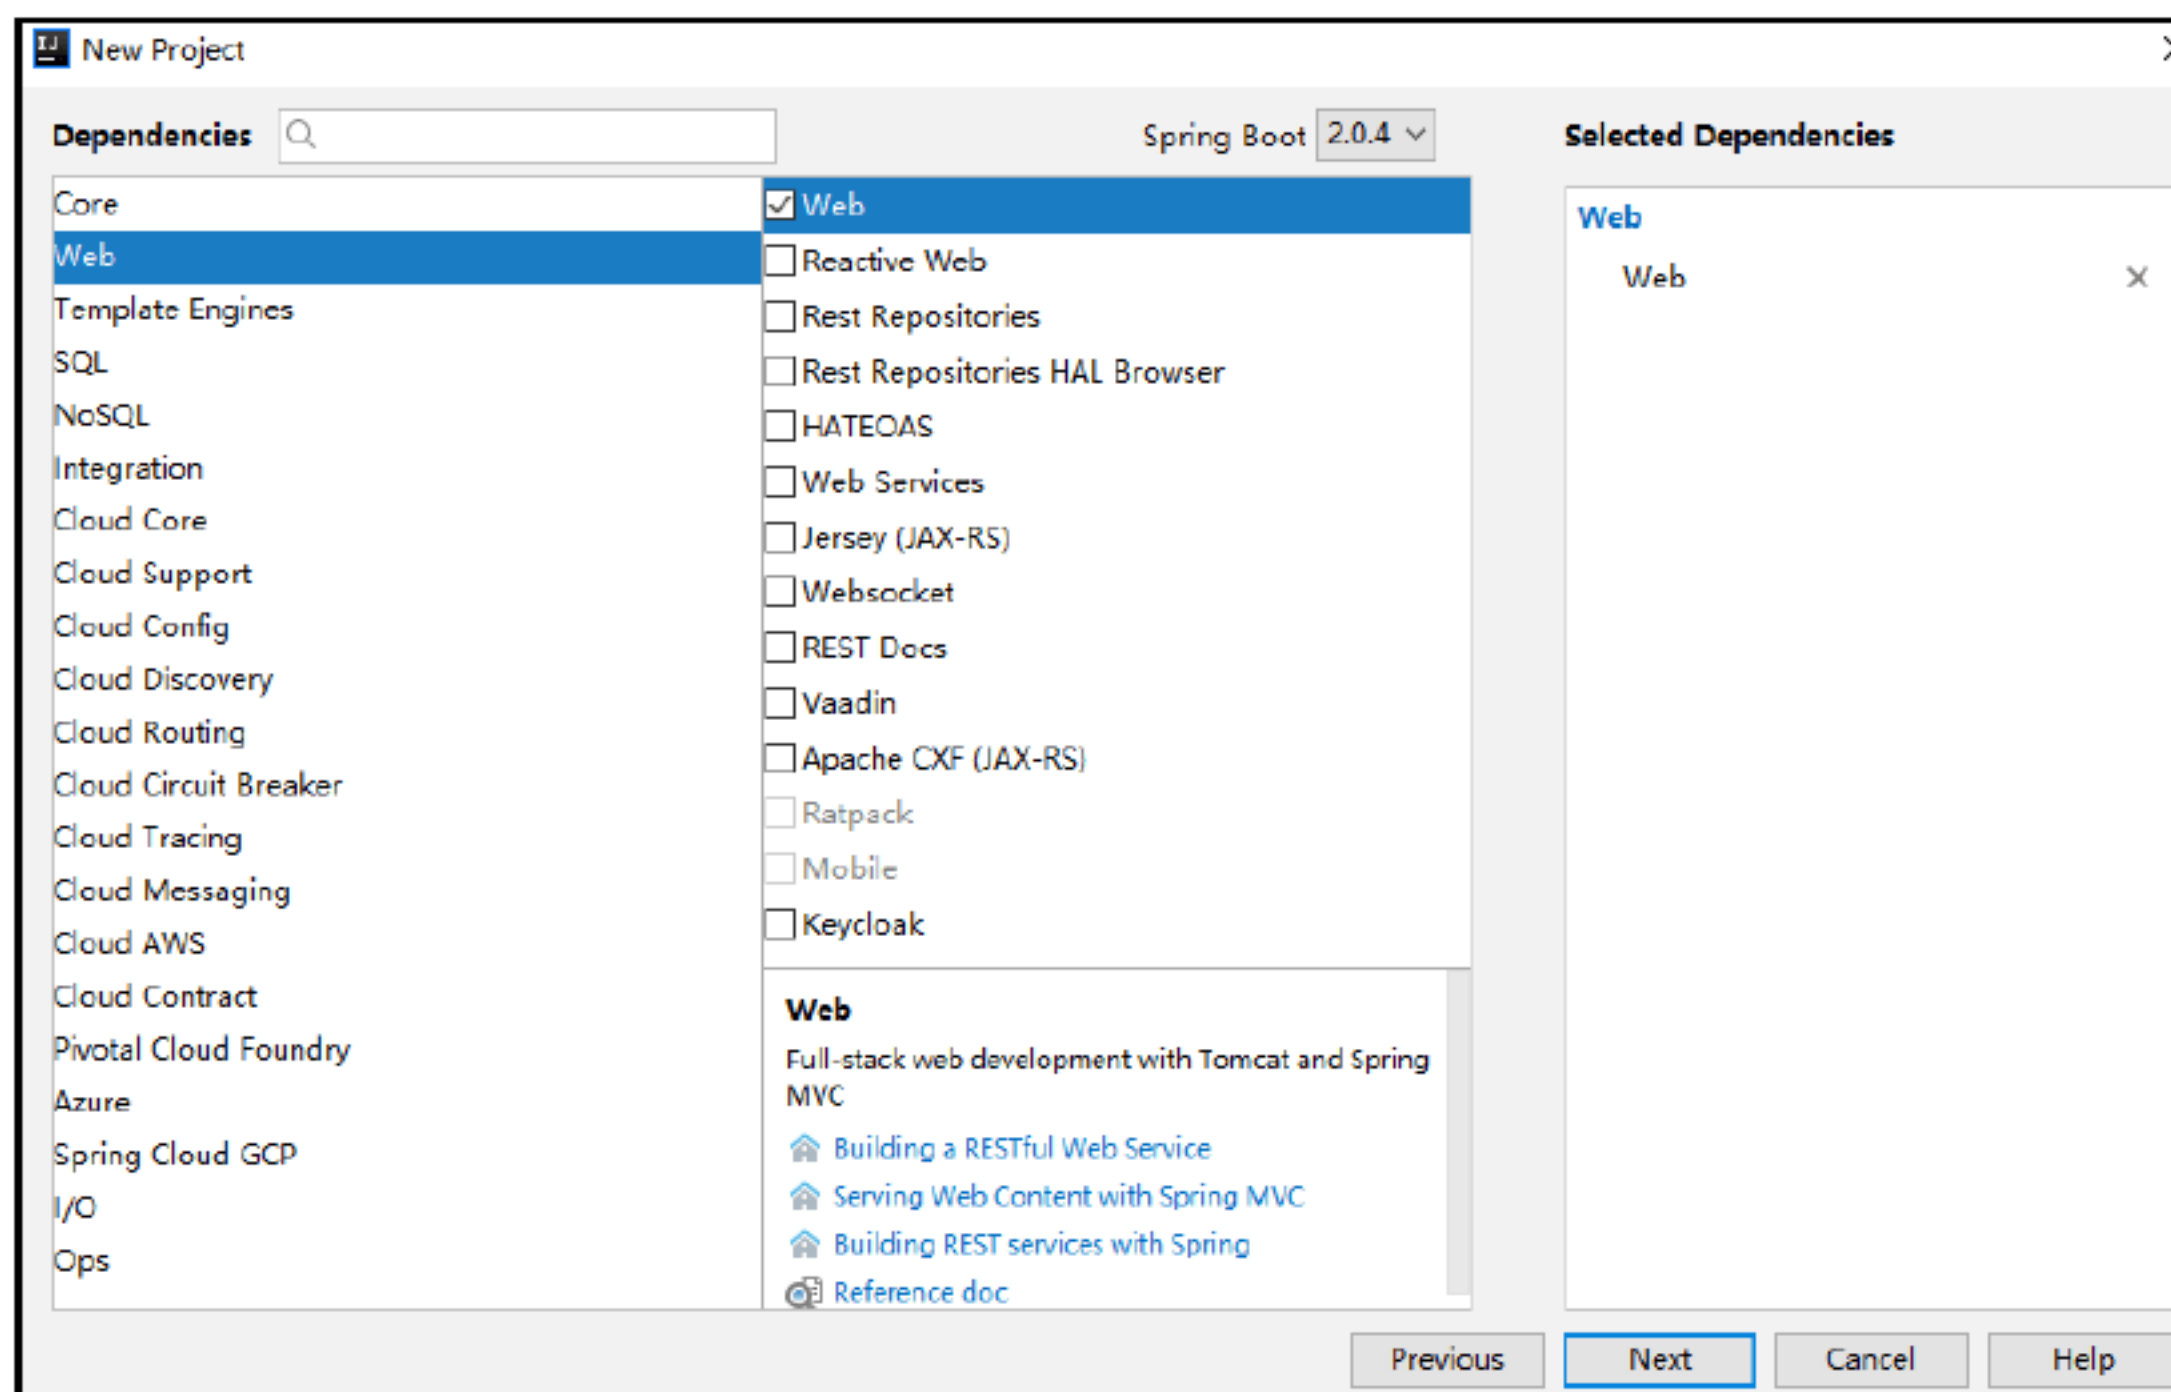 New Project
Dependencies
Spring Boot 2.0.4
Selected Dependencies
Core
Web
Template Engines
SQL
NoSQL
Integration
Cloud Core
Cloud Support
Cloud Config
Cloud Discovery
Cloud Routing
Cloud Circuit Breaker
Cloud Tracing
Cloud Messaging
Cloud AWS
Cloud Contract
Pivotal Cloud Foundry
Azure
Spring Cloud GCP
I/O
Ops
Web
Reactive Web
Rest Repositories
Rest Repositories HAL Browser
HATEOAS
Web Services
Jersey (JAX-RS)
Websocket
REST Docs
Vaadin
Apache CXF (JAX-RS)
Ratpack
Mobile
Keycloak
Web
Full-stack web development with Tomcat and Spring
MVC
Building a RESTful Web Service
Serving Web Content with Spring MVC
Building REST services with Spring
Reference doc
Web
Web
Previous
Next
Cancel
Help